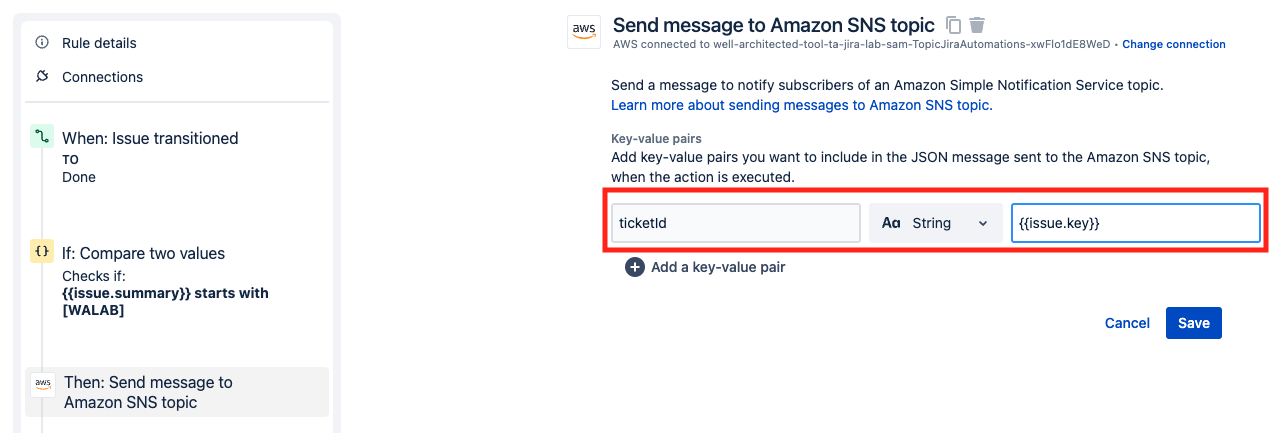 Rule details
Connections
When: Issue transitioned
TO
Done
{}
If: Compare two values
Checks if:
{{issue.summary}} starts with
[WALAB]
aws
Then: Send message to
Amazon SNS topic
aws
Send message to Amazon SNS topic
AWS connected to well-architected-tool-ta-jira-lab-sam-TopicJiraAutomations-xwFIo1dE8WeD • Change connection
Send a message to notify subscribers of an Amazon Simple Notification Service topic.
Learn more about sending messages to Amazon SNS topic.
Key-value pairs
Add key-value pairs you want to include in the JSON message sent to the Amazon SNS topic,
when the action is executed.
ticketId Aa String {{issue.key}}
Add a key-value pair
Cancel Save